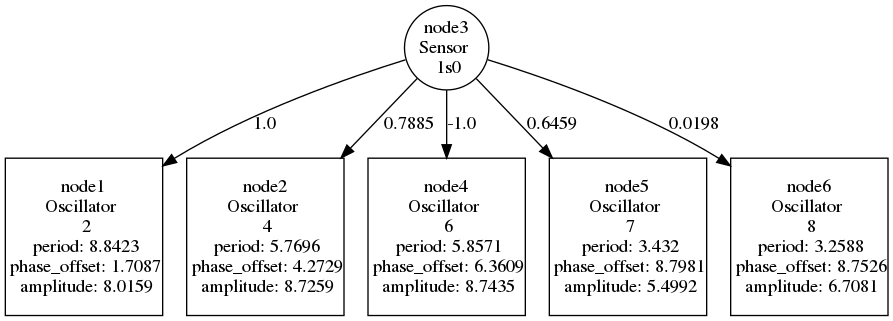 node3
Sensor
1s0
1.0
0.7885
-1.0
0.6459
0.0198
node1
Oscillator
2
period: 8.8423
phase_offset: 1.7087
amplitude: 8.0159
node2
Oscillator
4
period: 5.7696
phase_offset: 4.2729
amplitude: 8.7259
node4
Oscillator
6
period: 5.8571
phase_offset: 6.3609
amplitude: 8.7435
node5
Oscillator
7
period: 3.432
phase_offset: 8.7981
amplitude: 5.4992
node6
Oscillator
8
period: 3.2588
phase_offset: 8.7526
amplitude: 6.7081